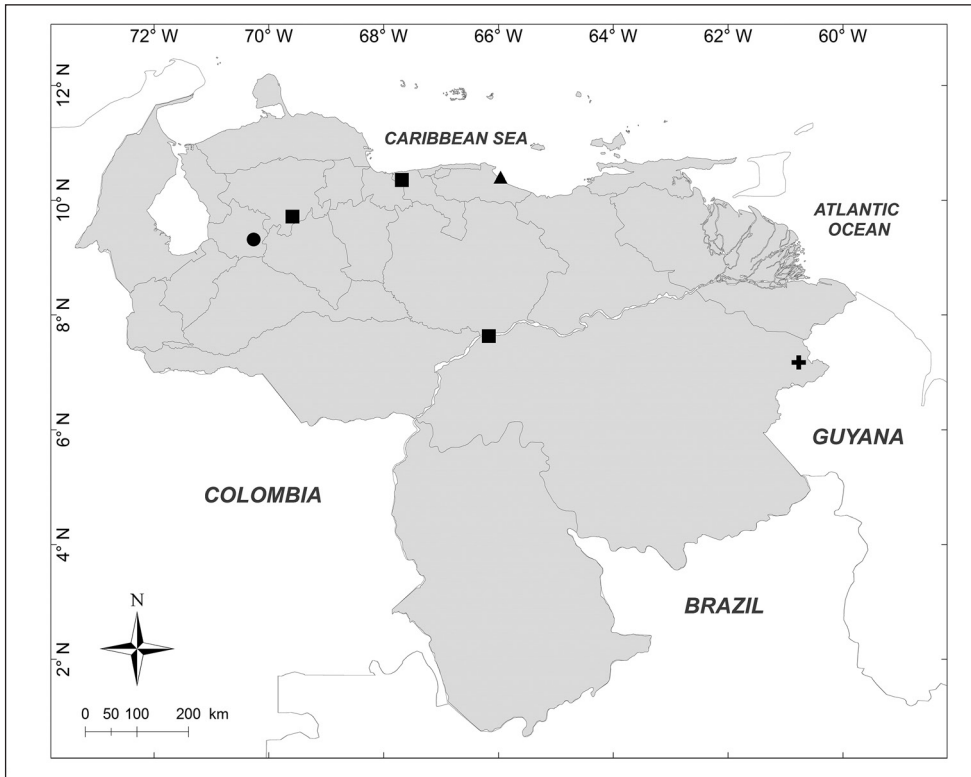 72° W 70° W 68° W 66° W 64° W 62° W 60° W
12° N
10° N
8° N
6° N
4° N
2° N
CARIBBEAN SEA
ATLANTIC
OCEAN
GUYANA
COLOMBIA
BRAZIL
N
0 50 100 200 km